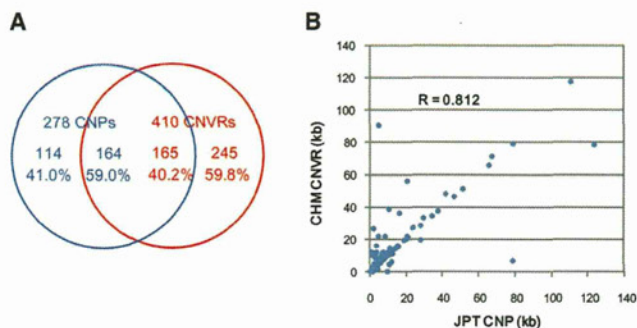 A
278 CNPs 410 CNVRs
114 164 165 245
41.0% 59.0% 40.2% 59.8%
B
140
120
100
80
60
40
20
0
CHM CNVR (kb)
R = 0.812
0 20 40 60 80 100 120 140
JPT CNP (kb)